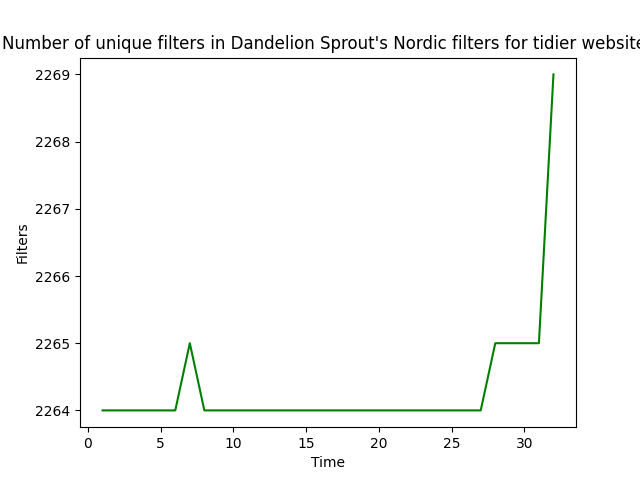 Number of unique filters in Dandelion Sprout's Nordic filters for tidier website
2269
2268
2267
2266
2265
2264
Filters
0 5 10 15 20 25 30
Time